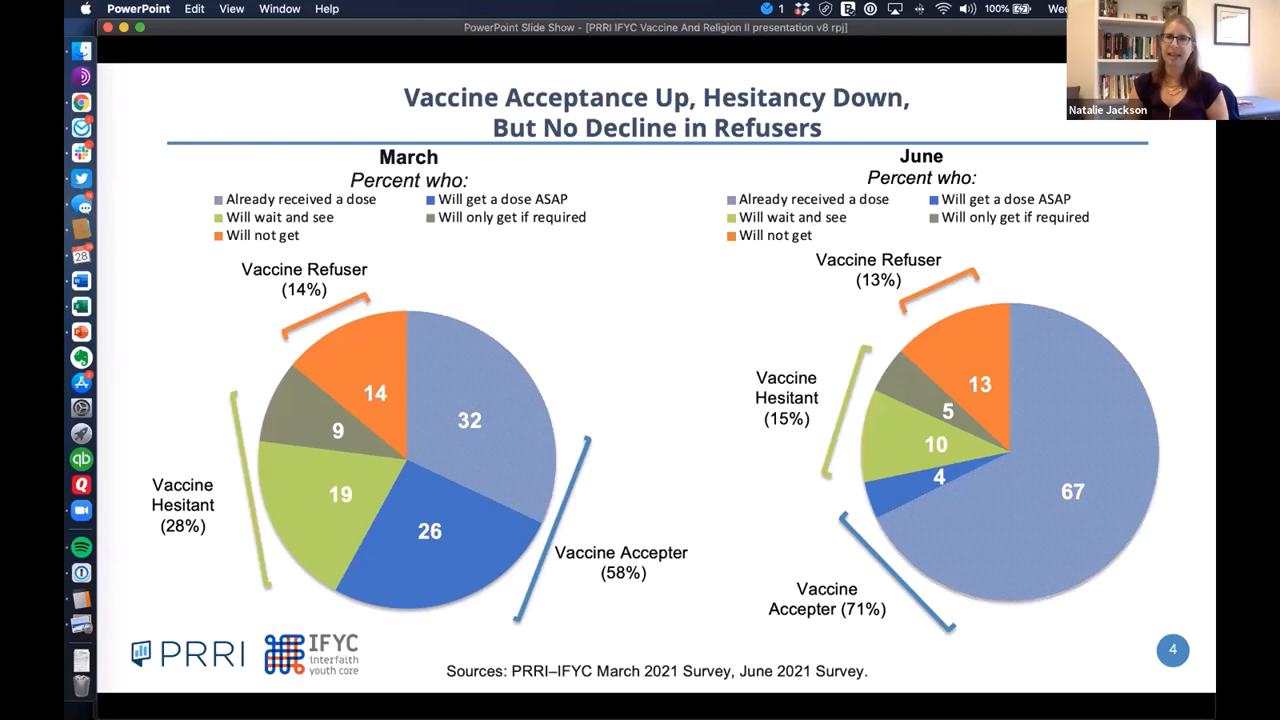 PowerPoint Edit View Window Help
1
100%
We
PowerPoint Slide Show - [PRRI IFYC Vaccine And Religion II presentation v8 rpj]
Natalie Jackson
Vaccine Acceptance Up, Hesitancy Down,
But No Decline in Refusers
March
Percent who:
Already received a dose
Will get a dose ASAP
Will wait and see
Will only get if required
Will not get
Vaccine Refuser
(14%)
14
32
9
19
26
Vaccine
Hesitant
(28%)
Vaccine Accepter
(58%)
June
Percent who:
Already received a dose
Will get a dose ASAP
Will wait and see
Will only get if required
Will not get
Vaccine Refuser
(13%)
13
5
10
4
67
Vaccine
Hesitant
(15%)
Vaccine
Accepter (71%)
PRRI
IFYC
interfaith
youth core
Sources: PRRI–IFYC March 2021 Survey, June 2021 Survey.
4
28
qb